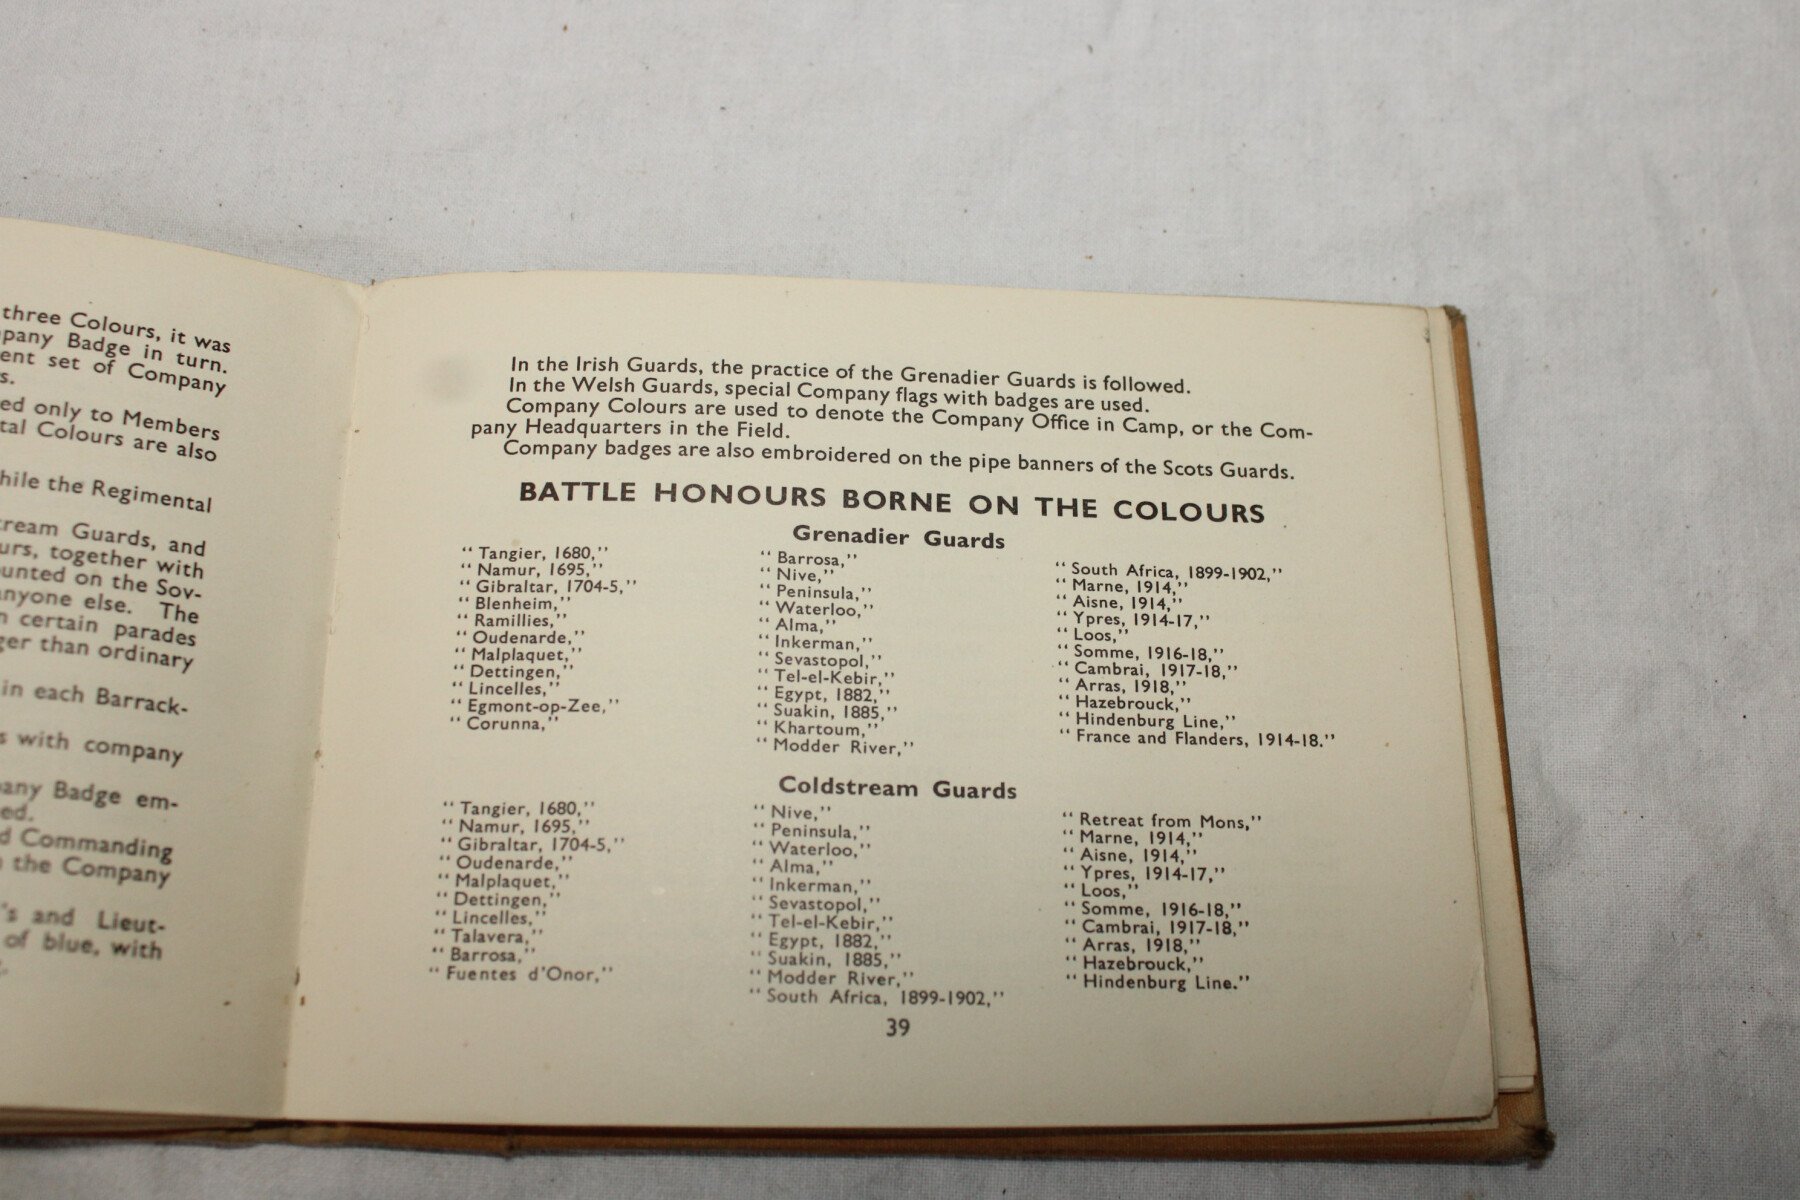 three Colours, it was
Badge in turn.
set of Company
only to Members
Colours are also
the Regimental
Guards, and
together with
on the Sov-
anyone else. The
certain parades
than ordinary
in each Barrack-
with company
Badge em-
Commanding
the Company
and Lieut-
of blue, with
In the Irish Guards, the practice of the Grenadier Guards is followed.
In the Welsh Guards, special Company flags with badges are used.
Company Colours are used to denote the Company Office in Camp, or the Com-
pany Headquarters in the Field.
Company badges are also embroidered on the pipe banners of the Scots Guards.
BATTLE HONOURS BORNE ON THE COLOURS
Grenadier Guards
“ Tangier, 1680,”
“ Namur, 1695,”
“ Gibraltar, 1704-5,”
“ Blenheim,”
“ Ramillies,”
“ Oudenarde,”
“ Malplaquet,”
“ Dettingen,”
“ Lincelles,”
“ Egmont-op-Zee,”
“ Corunna,”
“ Barrosa,”
“ Nive,”
“ Peninsula,”
“ Waterloo,”
“ Alma,”
“ Inkerman,”
“ Sevastopol,”
“ Tel-el-Kebir,”
“ Egypt, 1882,”
“ Suakin, 1885,”
“ Khartoum,”
“ Modder River,”
“ South Africa, 1899-1902,”
“ Marne, 1914,”
“ Aisne, 1914,”
“ Ypres, 1914-17,”
“ Loos,”
“ Somme, 1916-18,”
“ Cambrai, 1917-18,”
“ Arras, 1918,”
“ Hazebrouck,”
“ Hindenburg Line,”
“ France and Flanders, 1914-18.”
Coldstream Guards
“ Tangier, 1680,”
“ Namur, 1695,”
“ Gibraltar, 1704-5,”
“ Oudenarde,”
“ Malplaquet,”
“ Dettingen,”
“ Lincelles,”
“ Talavera,”
“ Barrosa,”
“ Fuentes d’Onor,”
“ Nive,”
“ Peninsula,”
“ Waterloo,”
“ Alma,”
“ Inkerman,”
“ Sevastopol,”
“ Tel-el-Kebir,”
“ Egypt, 1882,”
“ Suakin, 1885,”
“ Modder River,”
“ South Africa, 1899-1902,”
“ Retreat from Mons,”
“ Marne, 1914,”
“ Aisne, 1914,”
“ Ypres, 1914-17,”
“ Loos,”
“ Somme, 1916-18,”
“ Cambrai, 1917-18,”
“ Arras, 1918,”
“ Hazebrouck,”
“ Hindenburg Line.”
39